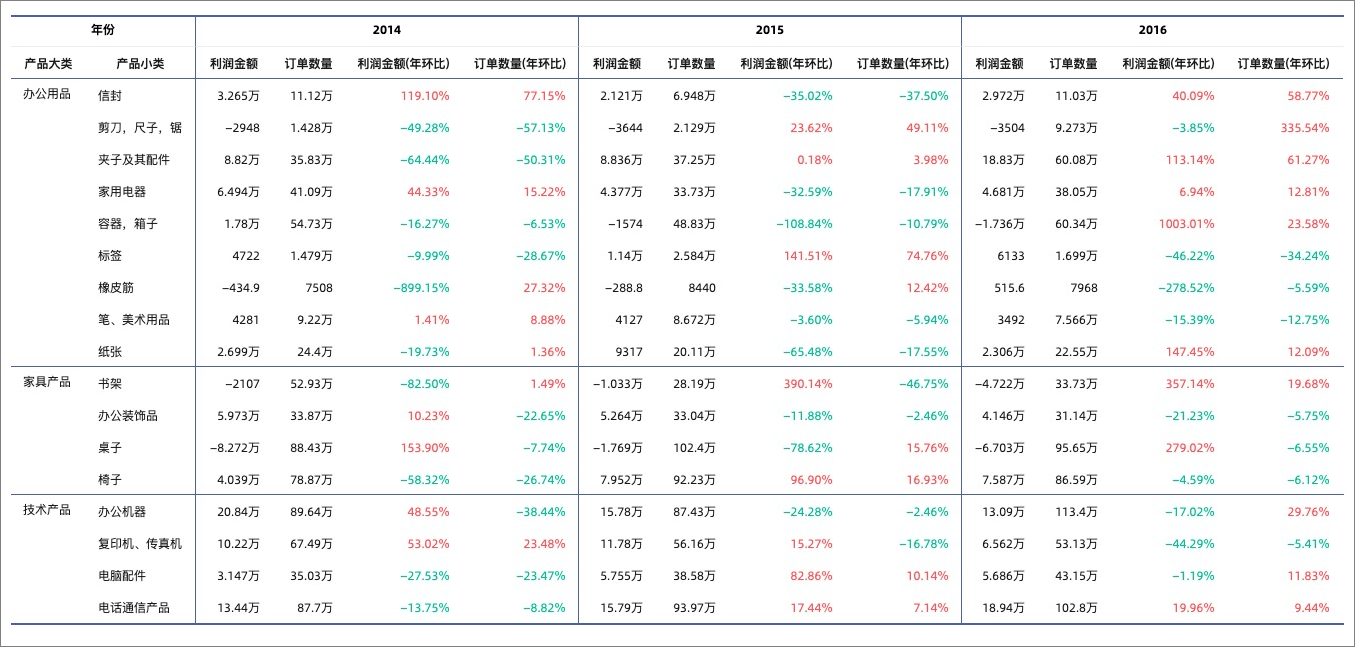 年份 2014 2015 2016
产品大类 产品小类 利润金额 订单数量 利润金额(年环比) 订单数量(年环比) 利润金额 订单数量 利润金额(年环比) 订单数量(年环比) 利润金额 订单数量 利润金额(年环比) 订单数量(年环比)
办公用品 信封 3.265万 11.12万 119.10% 77.15% 2.121万 6.948万 −35.02% −37.50% 2.972万 11.03万 40.09% 58.77%
剪刀，尺子，锯 −2948 1.428万 −49.28% −57.13% −3644 2.129万 23.62% 49.11% −3504 9.273万 −3.85% 335.54%
夹子及其配件 8.82万 35.83万 −64.44% −50.31% 8.836万 37.25万 0.18% 3.98% 18.83万 60.08万 113.14% 61.27%
家用电器 6.494万 41.09万 44.33% 15.22% 4.377万 33.73万 −32.59% −17.91% 4.681万 38.05万 6.94% 12.81%
容器，箱子 1.78万 54.73万 −16.27% −6.53% −1574 48.83万 −108.84% −10.79% −1.736万 60.34万 1003.01% 23.58%
标签 4722 1.479万 −9.99% −28.67% 1.14万 2.584万 141.51% 74.76% 6133 1.699万 −46.22% −34.24%
橡皮筋 −434.9 7508 −899.15% 27.32% −288.8 8440 −33.58% 12.42% 515.6 7968 −278.52% −5.59%
笔、美术用品 4281 9.22万 1.41% 8.88% 4127 8.672万 −3.60% −5.94% 3492 7.566万 −15.39% −12.75%
纸张 2.699万 24.4万 −19.73% 1.36% 9317 20.11万 −65.48% −17.55% 2.306万 22.55万 147.45% 12.09%
家具产品 书架 −2107 52.93万 −82.50% 1.49% −1.033万 28.19万 390.14% −46.75% −4.722万 33.73万 357.14% 19.68%
办公装饰品 5.973万 33.87万 10.23% −22.65% 5.264万 33.04万 −11.88% −2.46% 4.146万 31.14万 −21.23% −5.75%
桌子 −8.272万 88.43万 153.90% −7.74% −1.769万 102.4万 −78.62% 15.76% −6.703万 95.65万 279.02% −6.55%
椅子 4.039万 78.87万 −58.32% −26.74% 7.952万 92.23万 96.90% 16.93% 7.587万 86.59万 −4.59% −6.12%
技术产品 办公机器 20.84万 89.64万 48.55% −38.44% 15.78万 87.43万 −24.28% −2.46% 13.09万 113.4万 −17.02% 29.76%
复印机、传真机 10.22万 67.49万 53.02% 23.48% 11.78万 56.16万 15.27% −16.78% 6.562万 53.13万 −44.29% −5.41%
电脑配件 3.147万 35.03万 −27.53% −23.47% 5.755万 38.58万 82.86% 10.14% 5.686万 43.15万 −1.19% 11.83%
电话通信产品 13.44万 87.7万 −13.75% −8.82% 15.79万 93.97万 17.44% 7.14% 18.94万 102.8万 19.96% 9.44%